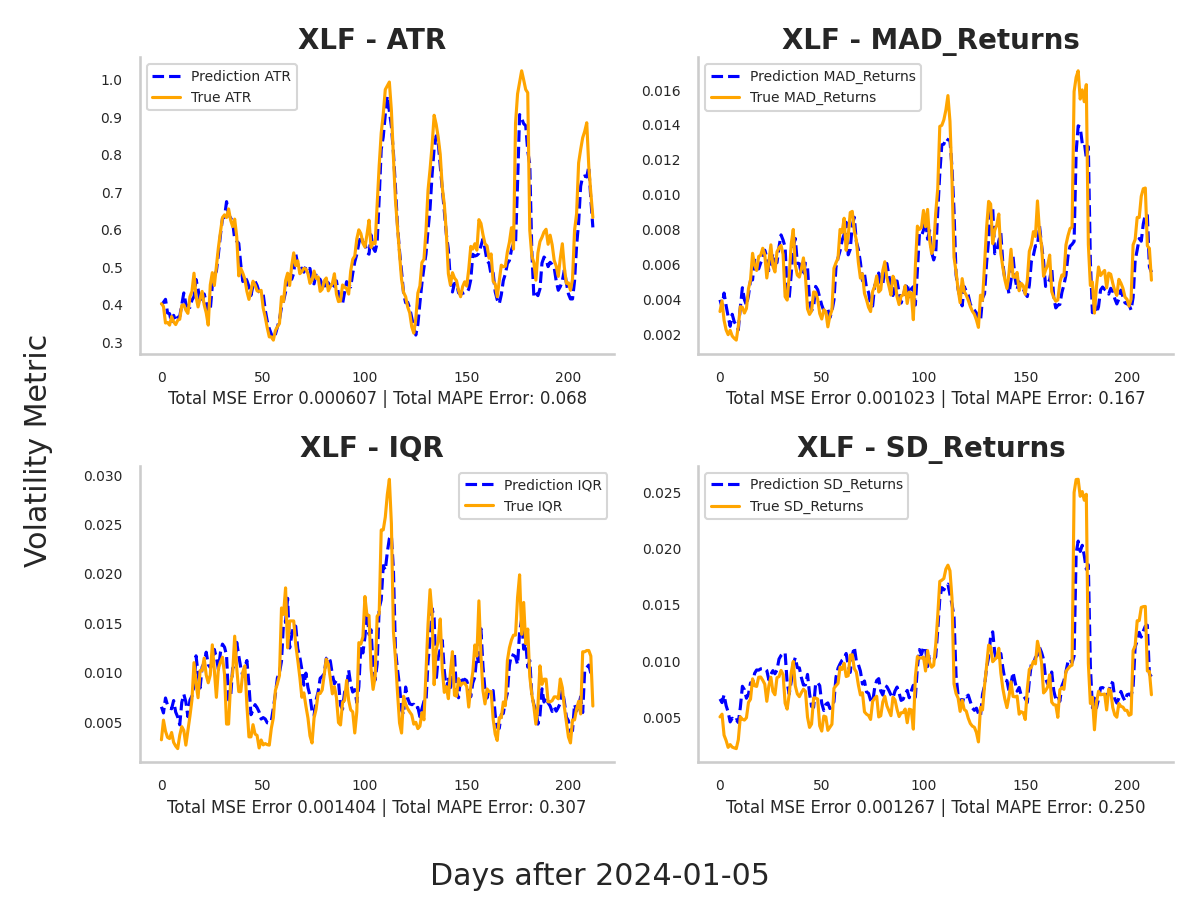 XLF - ATR
Prediction ATR
True ATR
1.0
0.9
0.8
0.7
0.6
0.5
0.4
0.3
0 50 100 150 200
Total MSE Error 0.000607 | Total MAPE Error: 0.068
XLF - MAD_Returns
Prediction MAD_Returns
True MAD_Returns
0.016
0.014
0.012
0.010
0.008
0.006
0.004
0.002
0 50 100 150 200
Total MSE Error 0.001023 | Total MAPE Error: 0.167
Volatility Metric
XLF - IQR
Prediction IQR
True IQR
0.030
0.025
0.020
0.015
0.010
0.005
0 50 100 150 200
Total MSE Error 0.001404 | Total MAPE Error: 0.307
XLF - SD_Returns
Prediction SD_Returns
True SD_Returns
0.025
0.020
0.015
0.010
0.005
0 50 100 150 200
Total MSE Error 0.001267 | Total MAPE Error: 0.250
Days after 2024-01-05